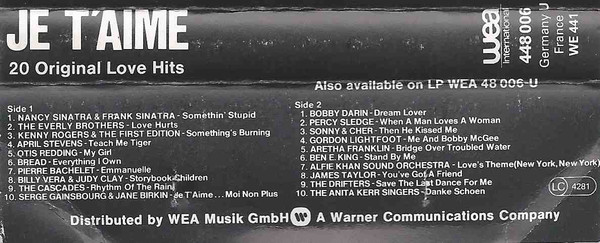 JE T'AIME
20 Original Love Hits
wea
International
448 006
Germany U
France
WE 441
Also available on LP WEA 48 006-U
Side 1
1. NANCY SINATRA & FRANK SINATRA - Somethin' Stupid
2. THE EVERLY BROTHERS - Love Hurts
3. KENNY ROGERS & THE FIRST EDITION - Something's Burning
4. APRIL STEVENS - Teach Me Tiger
5. OTIS REDDING - My Girl
6. BREAD - Everything I Own
7. PIERRE BACHELET - Emmanuelle
8. BILLY VERA & JUDY CLAY - Storybook Children
9. THE CASCADES - Rhythm Of The Rain
10. SERGE GAINSBOURG & JANE BIRKIN - Je T'Aime... Moi Non Plus
Side 2
1. BOBBY DARIN - Dream Lover
2. PERCY SLEDGE - When A Man Loves A Woman
3. SONNY & CHER - Then He Kissed Me
4. GORDON LIGHTFOOT - Me And Bobby McGee
5. ARETHA FRANKLIN - Bridge Over Troubled Water
6. BEN E. KING - Stand By Me
7. ALFIE KHAN SOUND ORCHESTRA - Love's Theme (New York, New York)
8. JAMES TAYLOR - You've Got A Friend
9. THE DRIFTERS - Save The Last Dance For Me
10. THE ANITA KERR SINGERS - Danke Schoen
LC 4281
Distributed by WEA Musik GmbH W A Warner Communications Company